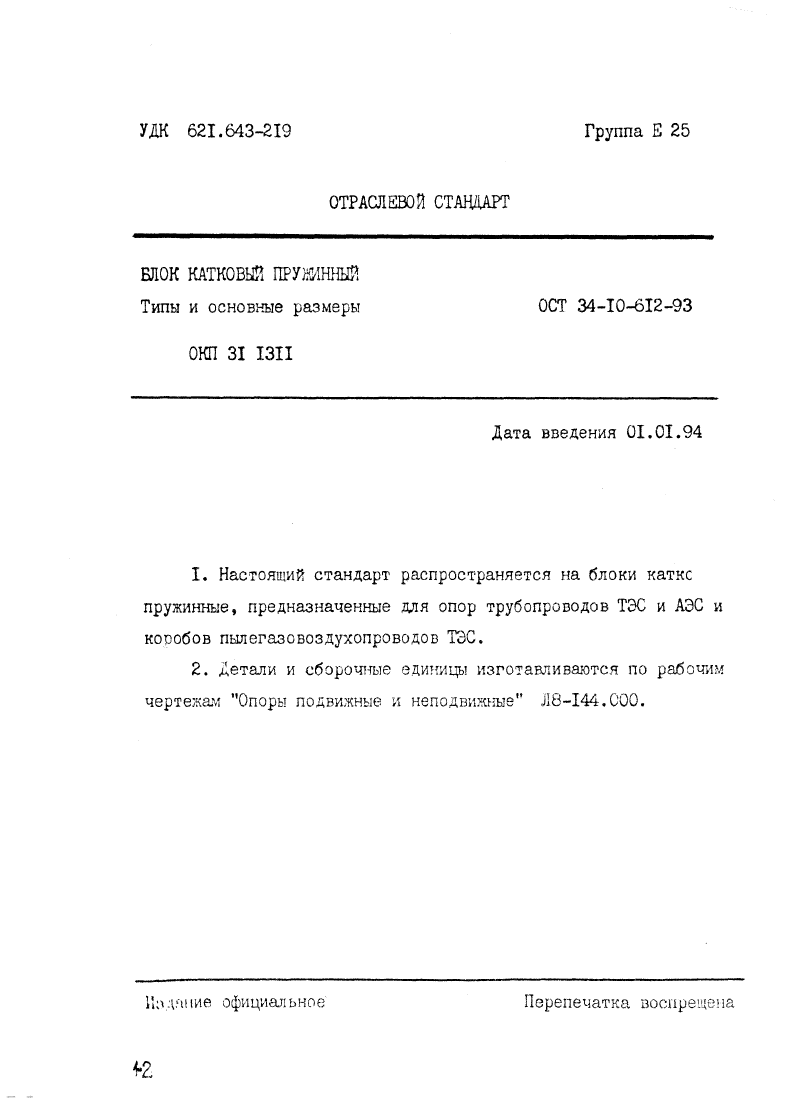 УДК 621.643-219
Группа Е 25
ОТРАСЛЕВОЙ СТАНДАРТ
БЛОК КАТКОВЫЙ ПРУЖИННЫЙ
Типы и основные размеры
ОСТ 34-10-612-93
ОКП 31 1311
Дата введения 01.01.94
1. Настоящий стандарт распространяется на блоки
пружинные, предназначенные для опор трубопроводов ТЭС и АЭС и
коробов пылегазовоздухопроводов ТЭС.
2. Детали и сборочные единицы изготавливаются по рабочим
чертежам "Опоры подвижные и неподвижные" Л8-144.000.
Издание официальное
Перепечатка воспрещена
42